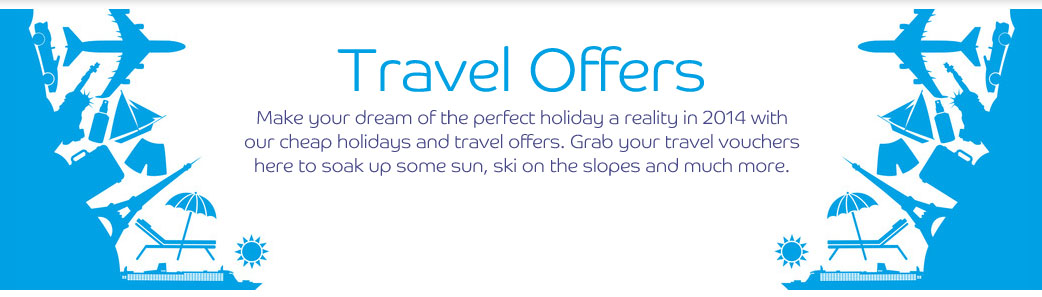 Travel Offers
Make your dream of the perfect holiday a reality in 2014 with
our cheap holidays and travel offers. Grab your travel vouchers
here to soak up some sun, ski on the slopes and much more.